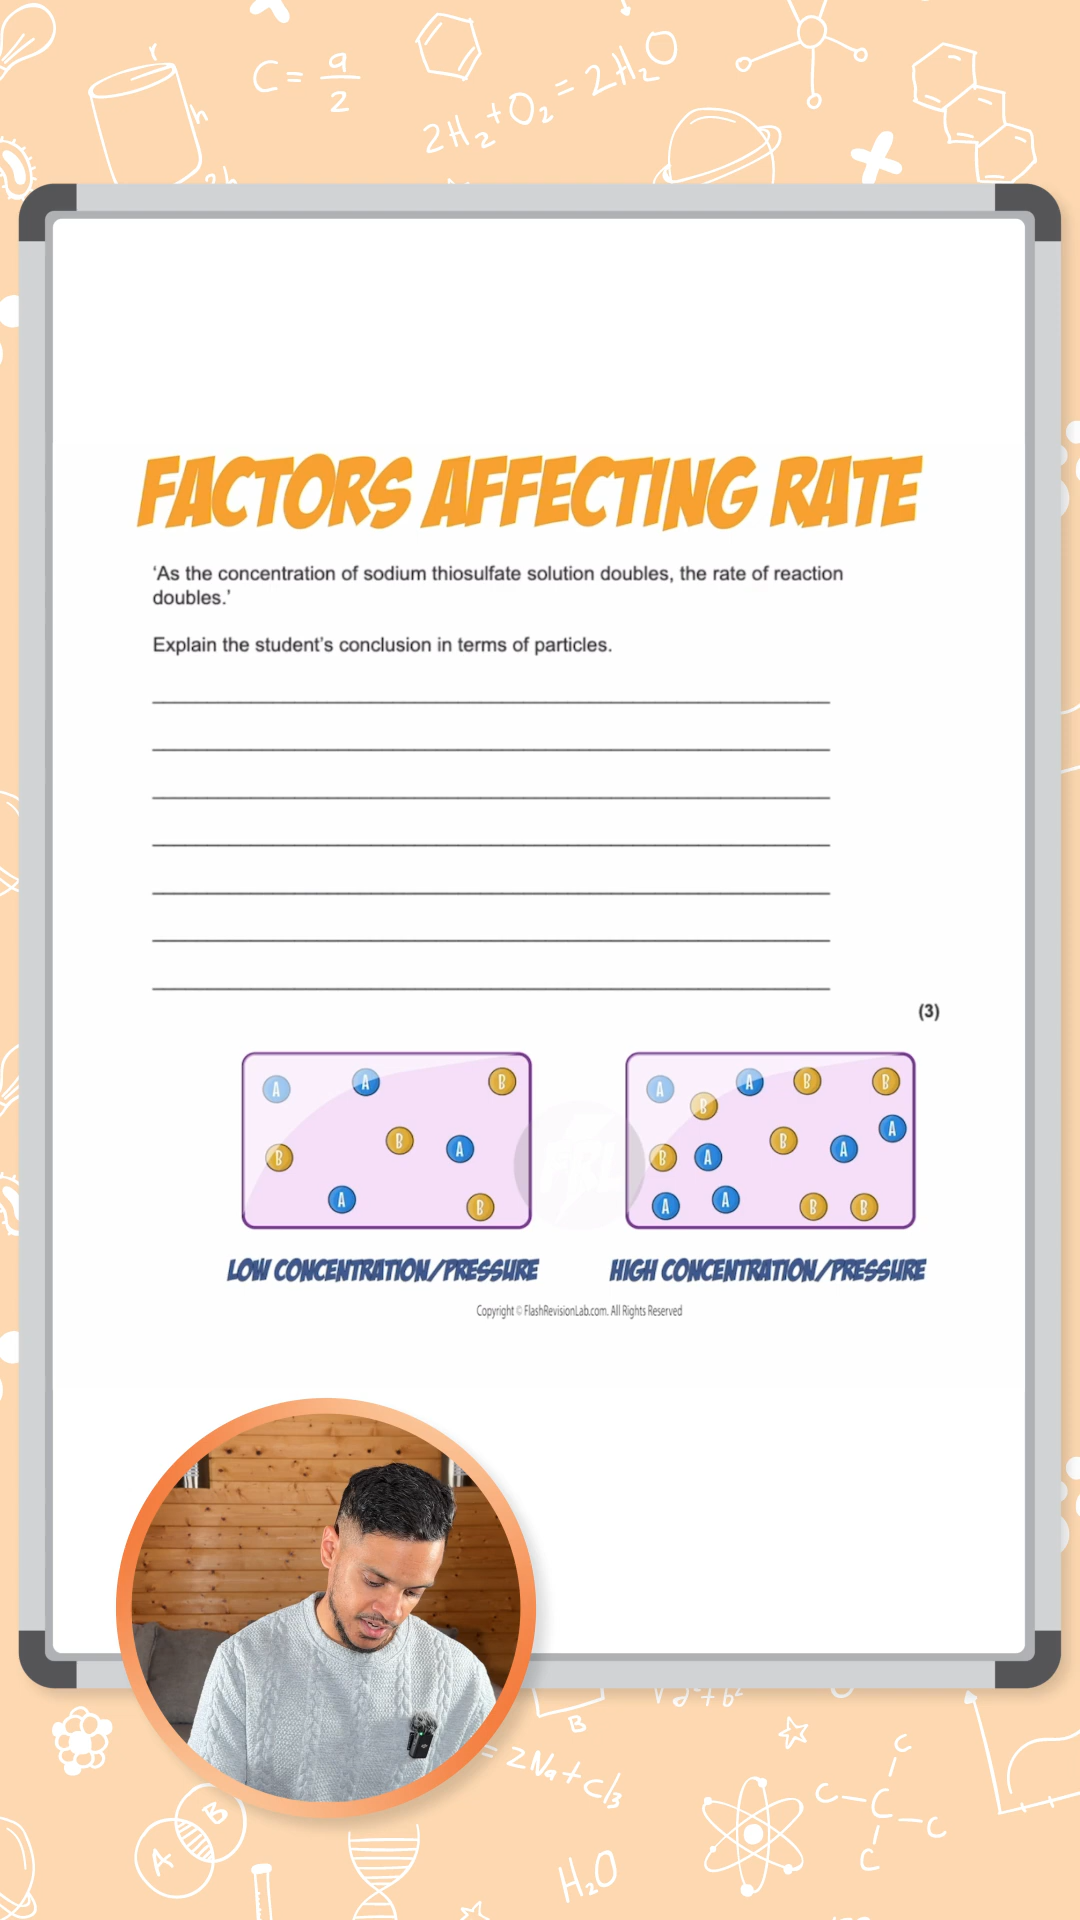 r
C = q/2
h
2H₂+O₂=2H₂O
FACTORS AFFECTING RATE
‘As the concentration of sodium thiosulfate solution doubles, the rate of reaction
doubles.’
Explain the student’s conclusion in terms of particles.
(3)
A A B
B B A
A B
A B A B B
B A B A A
A A B B
LOW CONCENTRATION/PRESSURE
HIGH CONCENTRATION/PRESSURE
Copyright © FlashRevisionLab.com. All Rights Reserved
B
A B
H₂O
C
C C C
C